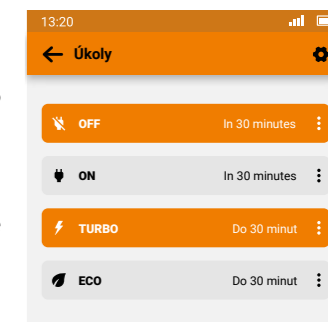 13:20
Úkoly
OFF In 30 minutes
ON In 30 minutes
TURBO Do 30 minut
ECO Do 30 minut